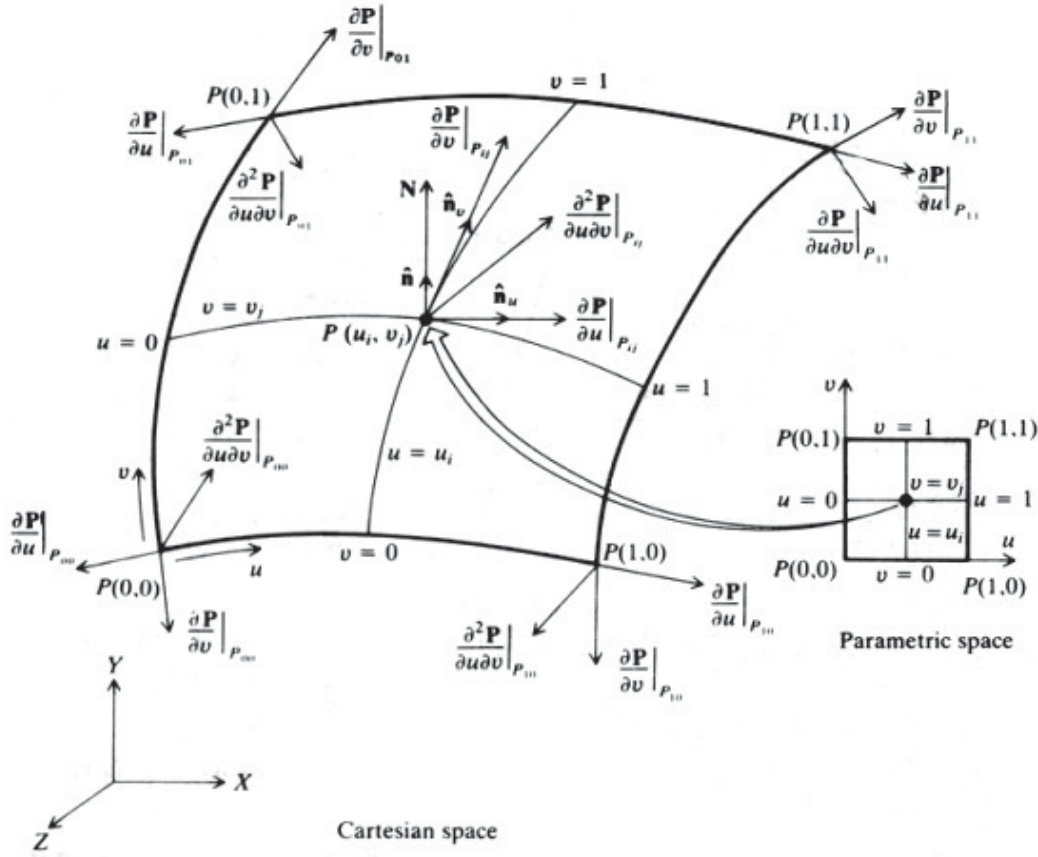 ∂P/∂v|P₀₁
P(0,1)
v = 1
∂P/∂u|P₀₁
∂P/∂v|Pᵢⱼ
P(1,1)
∂P/∂v|P₁₁
∂²P/∂u∂v|P₀₁
N
n̂ᵥ
∂²P/∂u∂v|Pᵢⱼ
∂P/∂u∂v|P₁₁
∂P/∂u|P₁₁
n̂
n̂ᵤ
v = vⱼ
u = 0
P (uᵢ, vⱼ)
∂P/∂u|Pᵢⱼ
u = 1
v
P(0,1)
v = 1
P(1,1)
∂²P/∂u∂v|P₀₀
u = uᵢ
v = vⱼ
u = 0
u = 1
v
u = uᵢ
∂P/∂u|P₀₀
u
v = 0
P(1,0)
u
P(0,0)
P(0,0)
v = 0
P(1,0)
∂P/∂v|P₀₀
∂²P/∂u∂v|P₁₀
∂P/∂v|P₁₀
∂P/∂u|P₁₀
Parametric space
Y
X
Z
Cartesian space